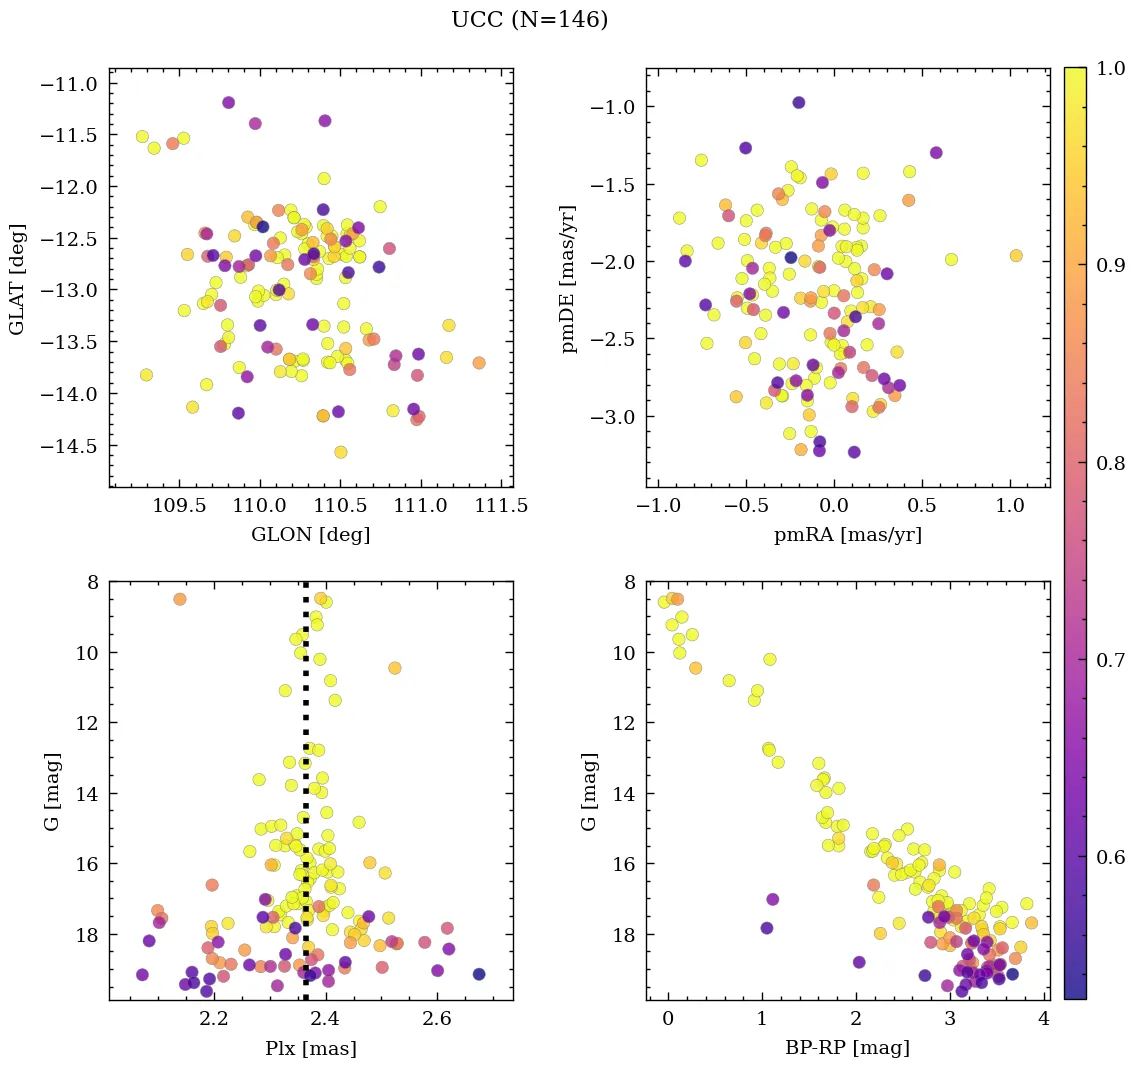 UCC (N=146)
−11.0
−11.5
−12.0
−12.5
−13.0
−13.5
−14.0
−14.5
GLAT [deg]
109.5 110.0 110.5 111.0 111.5
GLON [deg]
−1.0
−1.5
−2.0
−2.5
−3.0
pmDE [mas/yr]
−1.0 −0.5 0.0 0.5 1.0
pmRA [mas/yr]
8
10
12
14
16
18
G [mag]
2.2 2.4 2.6
Plx [mas]
8
10
12
14
16
18
G [mag]
0 1 2 3 4
BP-RP [mag]
1.0
0.9
0.8
0.7
0.6